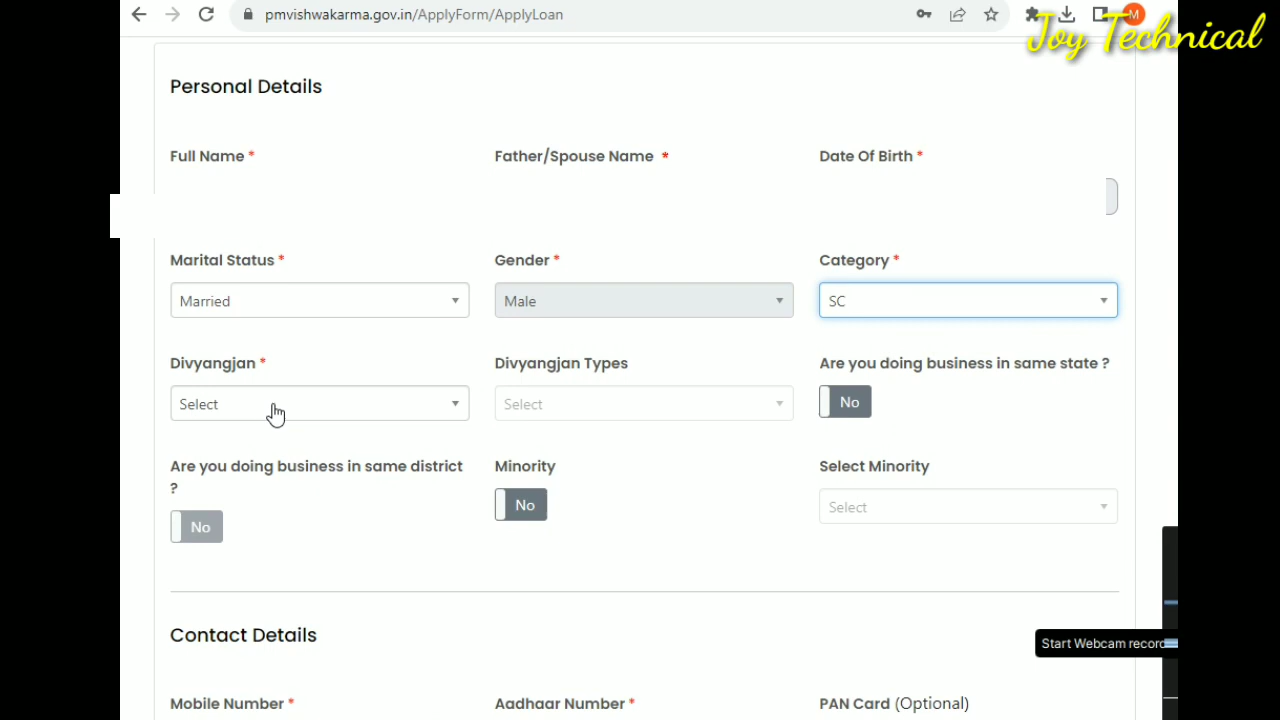 pmvishwakarma.gov.in/ApplyForm/ApplyLoan
M
Joy Technical
Personal Details
Full Name *
Father/Spouse Name *
Date Of Birth *
Marital Status *
Gender *
Category *
Married
Male
SC
Divyangjan *
Divyangjan Types
Are you doing business in same state ?
Select
Select
No
Are you doing business in same district
?
Minority
Select Minority
No
No
Select
Contact Details
Start Webcam record
Mobile Number *
Aadhaar Number *
PAN Card (Optional)